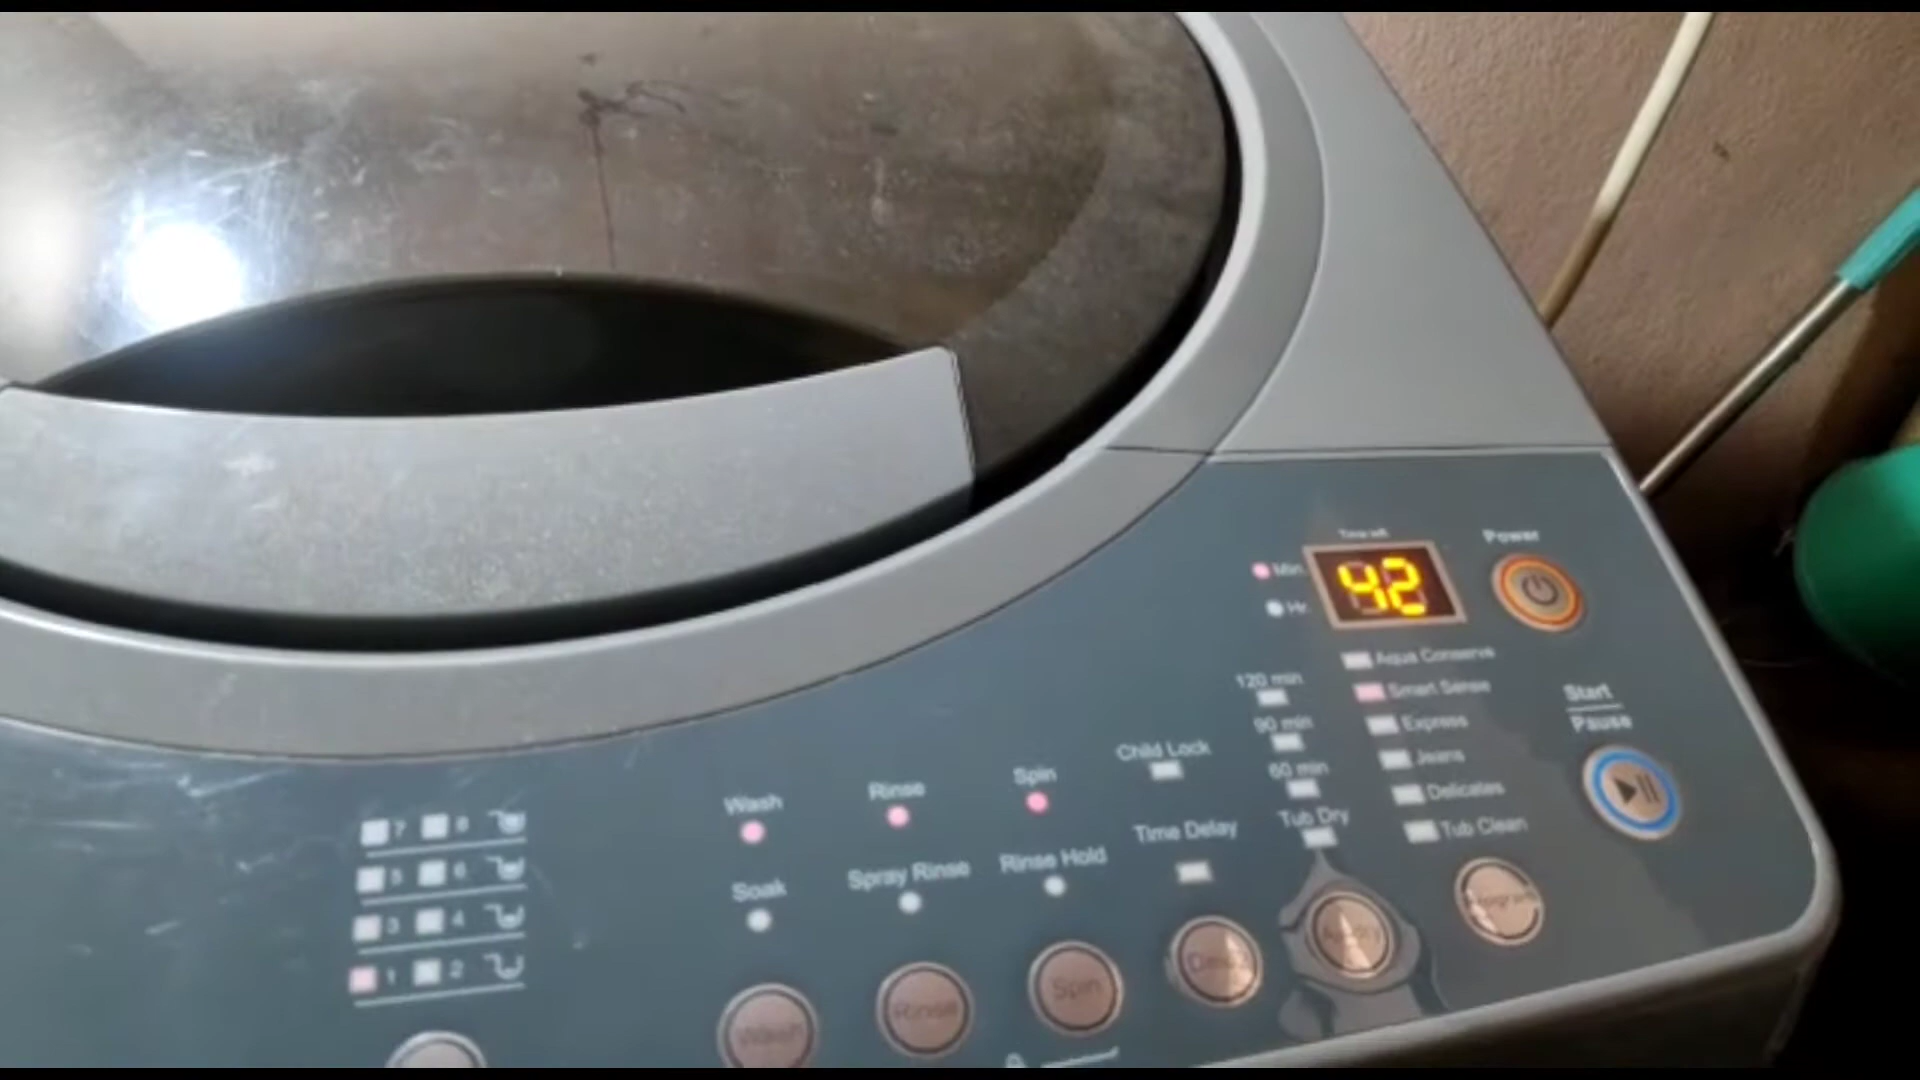 Time left
Power
Min.
42
Hr.
Aqua Conserve
Smart Sense
Express
Jeans
Delicates
Tub Clean
120 min
90 min
60 min
Tub Dry
Start
Pause
Child Lock
Time Delay
Wash
Rinse
Spin
Soak
Spray Rinse
Rinse Hold
7 8
5 6
3 4
1 2
Wash
Rinse
Spin
Program